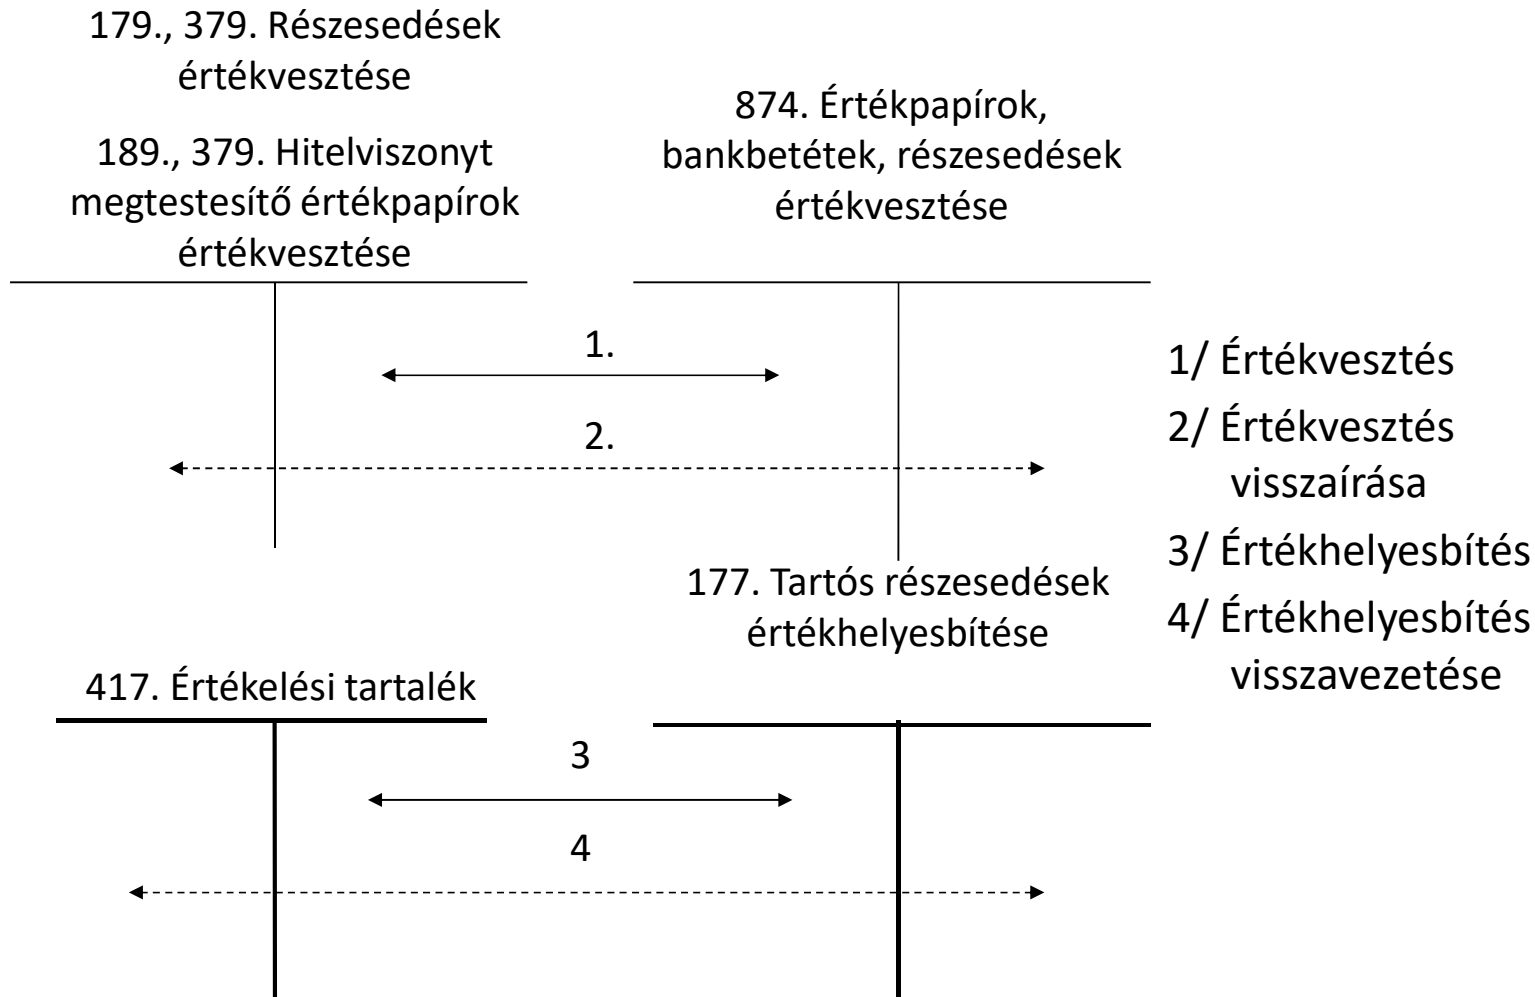 179., 379. Részesedések
értékvesztése
189., 379. Hitelviszonyt
megtestesítő értékpapírok
értékvesztése
874. Értékpapírok,
bankbetétek, részesedések
értékvesztése
1.
2.
1/ Értékvesztés
2/ Értékvesztés
visszaírása
3/ Értékhelyesbítés
4/ Értékhelyesbítés
visszavezetése
417. Értékelési tartalék
177. Tartós részesedések
értékhelyesbítése
3
4